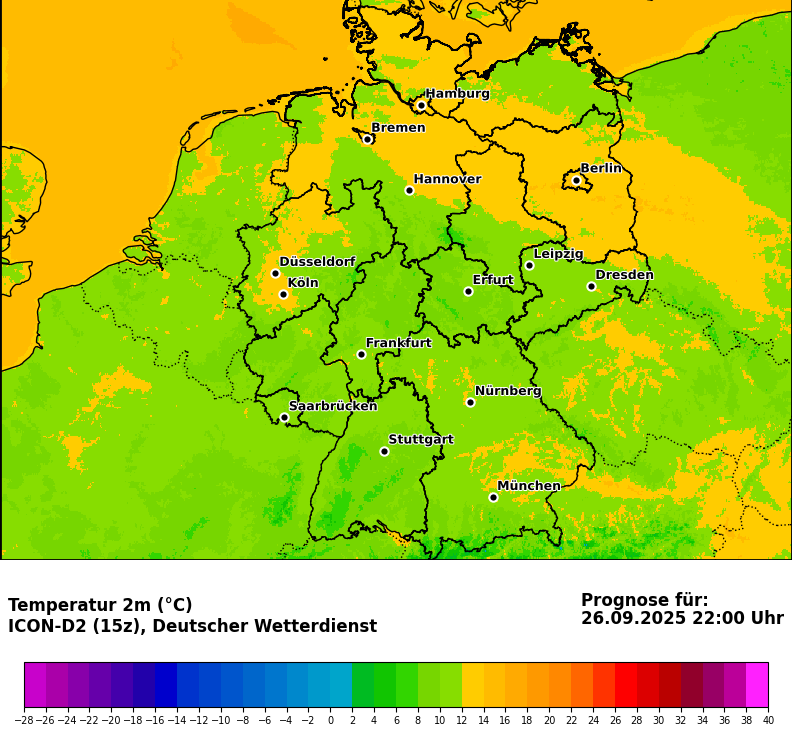 Hamburg
Bremen
Berlin
Hannover
Leipzig
Düsseldorf
Dresden
Köln
Erfurt
Frankfurt
Nürnberg
Saarbrücken
Stuttgart
München
Temperatur 2m (°C)
ICON-D2 (15z), Deutscher Wetterdienst
Prognose für:
26.09.2025 22:00 Uhr
−28 −26 −24 −22 −20 −18 −16 −14 −12 −10 −8 −6 −4 −2 0 2 4 6 8 10 12 14 16 18 20 22 24 26 28 30 32 34 36 38 40